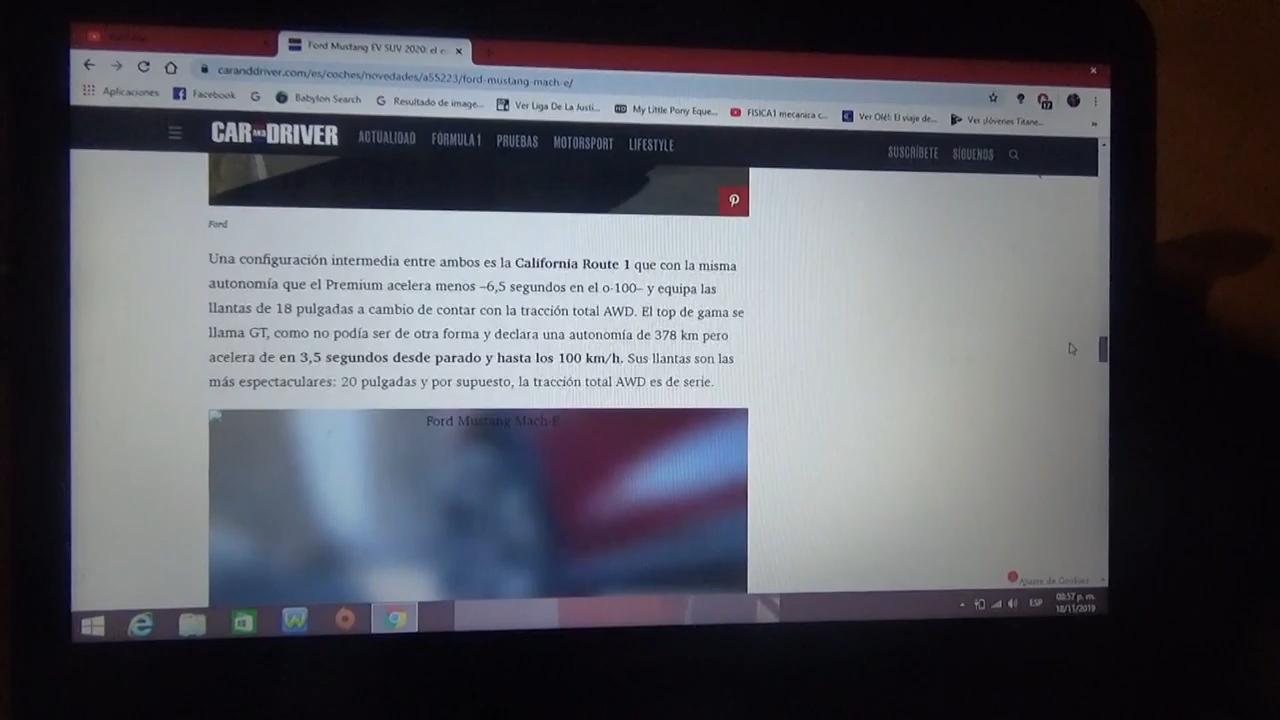 Ford Mustang EV SUV 2020: el e
caranddriver.com/es/coches/novedades/a55223/ford-mustang-mach-e/
Aplicaciones
Facebook
Babylon Search
Resultado de image...
Ver Liga De La Justi...
My Little Pony Eque...
FISICA1 mecanica c...
Ver Olé!: El viaje de...
Ver ¡Jóvenes Titane...
CAR AND DRIVER
ACTUALIDAD
FÓRMULA 1
PRUEBAS
MOTORSPORT
LIFESTYLE
SUSCRÍBETE
SÍGUENOS
Ford
Una configuración intermedia entre ambos es la California Route 1 que con la misma
autonomía que el Premium acelera menos –6,5 segundos en el 0-100– y equipa las
llantas de 18 pulgadas a cambio de contar con la tracción total AWD. El top de gama se
llama GT, como no podía ser de otra forma y declara una autonomía de 378 km pero
acelera de en 3,5 segundos desde parado y hasta los 100 km/h. Sus llantas son las
más espectaculares: 20 pulgadas y por supuesto, la tracción total AWD es de serie.
Ford Mustang Mach-E
Ajuste de Cookies
ESP
08:57 p. m.
18/11/2019